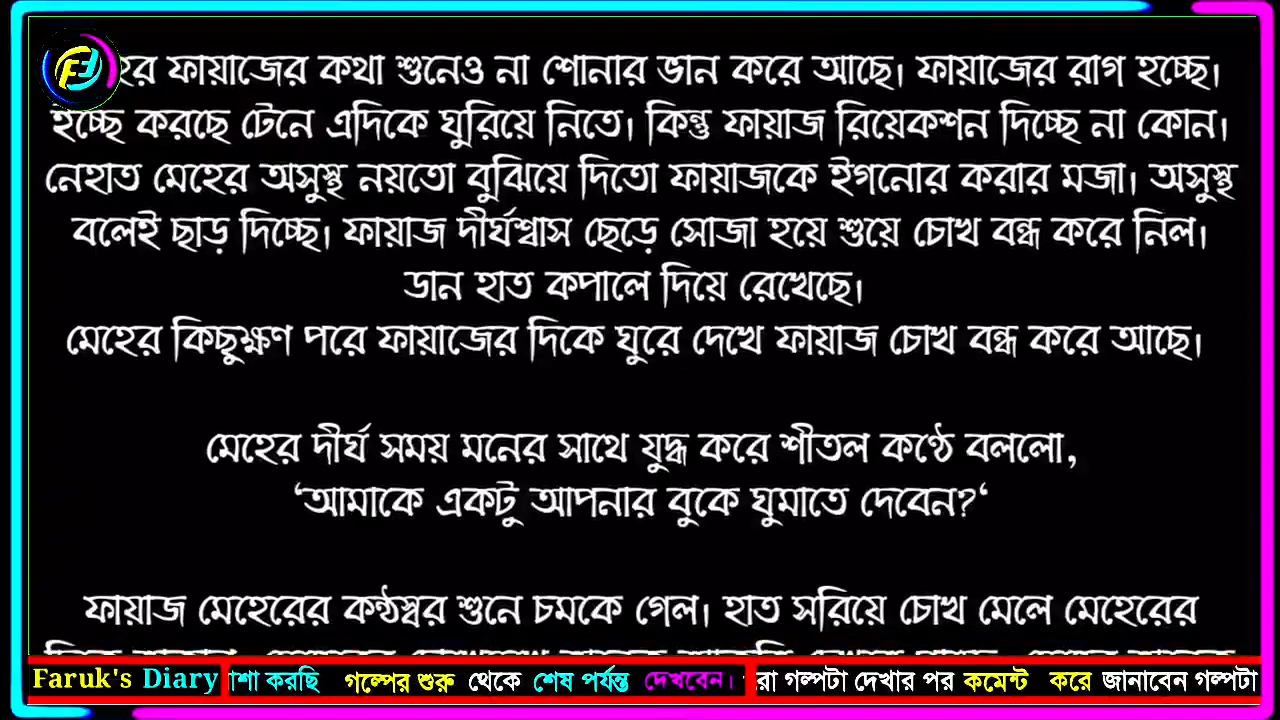 ফায়াজের কথা শুনেও না শোনার ভান করে আছে। ফায়াজের রাগ হচ্ছে।
ইচ্ছে করছে টেনে এদিকে ঘুরিয়ে নিতে। কিন্তু ফায়াজ রিয়েকশন দিচ্ছে না কোন।
নেহাত মেহের অসুস্থ নয়তো বুঝিয়ে দিতো ফায়াজকে ইগনোর করার মজা। অসুস্থ
বলেই ছাড় দিচ্ছে। ফায়াজ দীর্ঘশ্বাস ছেড়ে সোজা হয়ে শুয়ে চোখ বন্ধ করে নিল।
ডান হাত কপালে দিয়ে রেখেছে।
মেহের কিছুক্ষণ পরে ফায়াজের দিকে ঘুরে দেখে ফায়াজ চোখ বন্ধ করে আছে।
মেহের দীর্ঘ সময় মনের সাথে যুদ্ধ করে শীতল কণ্ঠে বললো,
‘আমাকে একটু আপনার বুকে ঘুমাতে দেবেন?‘
ফায়াজ মেহেরের কন্ঠস্বর শুনে চমকে গেল। হাত সরিয়ে চোখ মেলে মেহেরের
Faruk's Diary করছি গল্পের শুরু থেকে শেষ পর্যন্ত দেখবেন। গল্পটা দেখার পর কমেন্ট করে জানাবেন গল্পটা